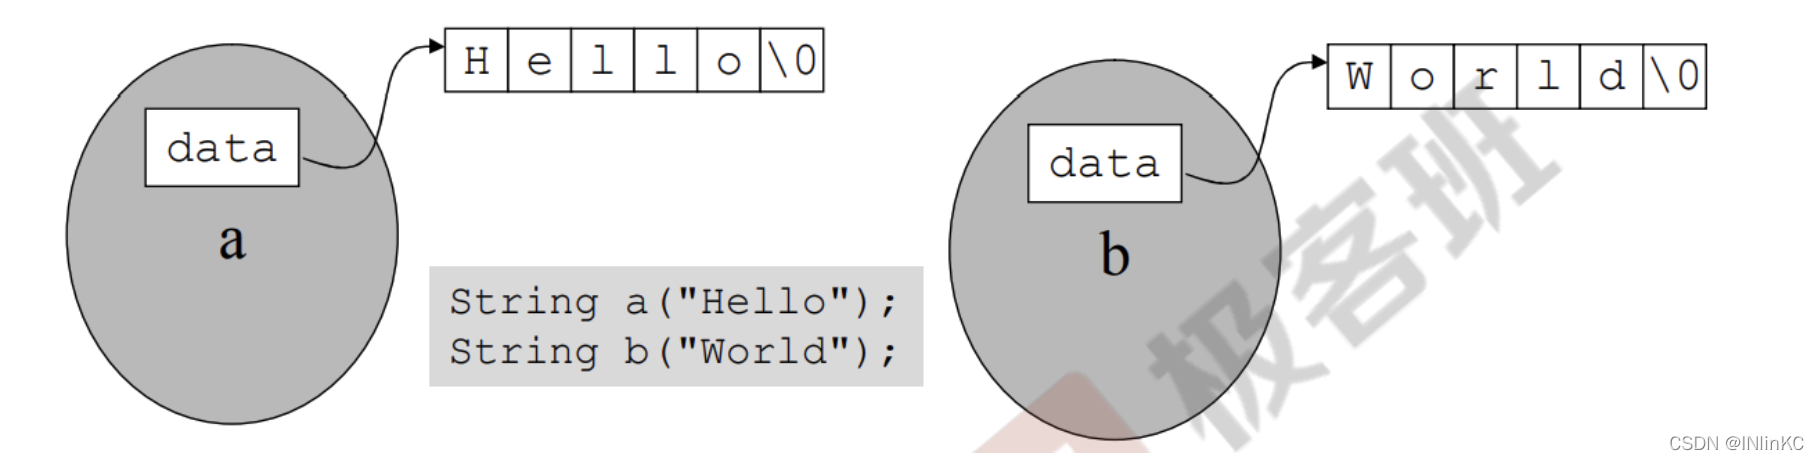 H e l l o \0
data
a
String a("Hello");
String b("World");
W o r l d \0
data
b
极客班
CSDN @INlinKC